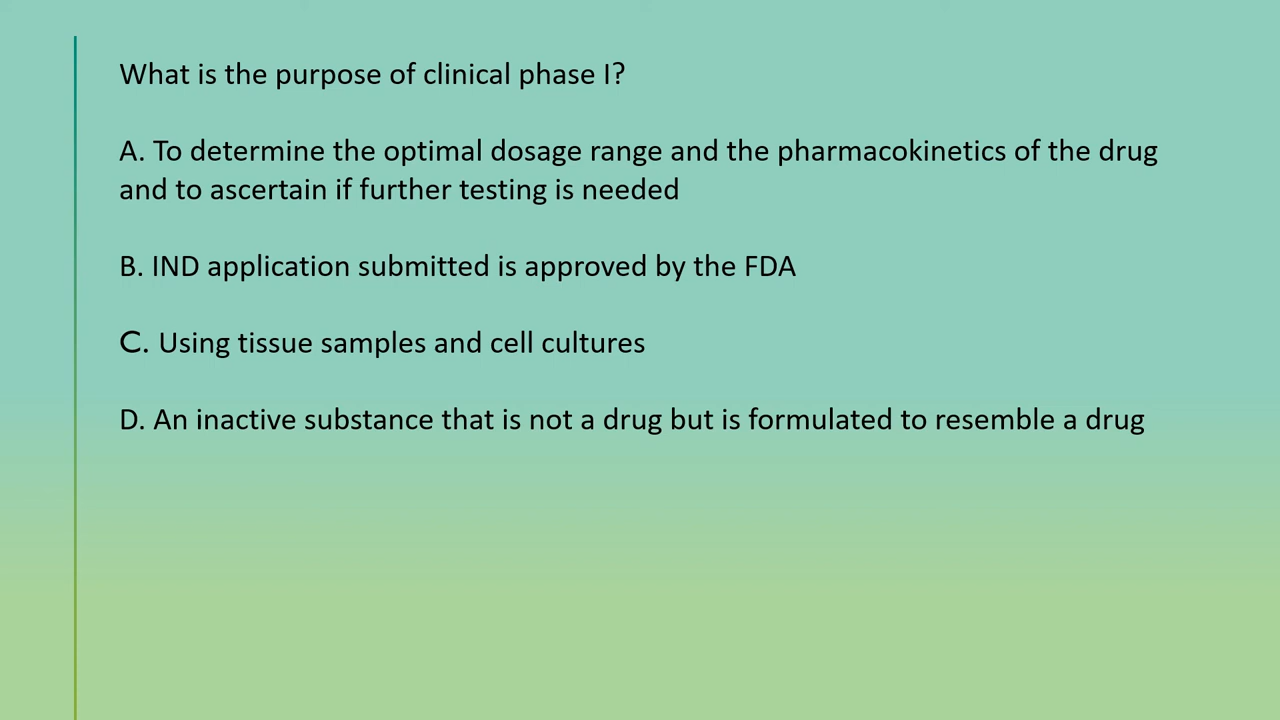 What is the purpose of clinical phase I?
A. To determine the optimal dosage range and the pharmacokinetics of the drug
and to ascertain if further testing is needed
B. IND application submitted is approved by the FDA
C. Using tissue samples and cell cultures
D. An inactive substance that is not a drug but is formulated to resemble a drug